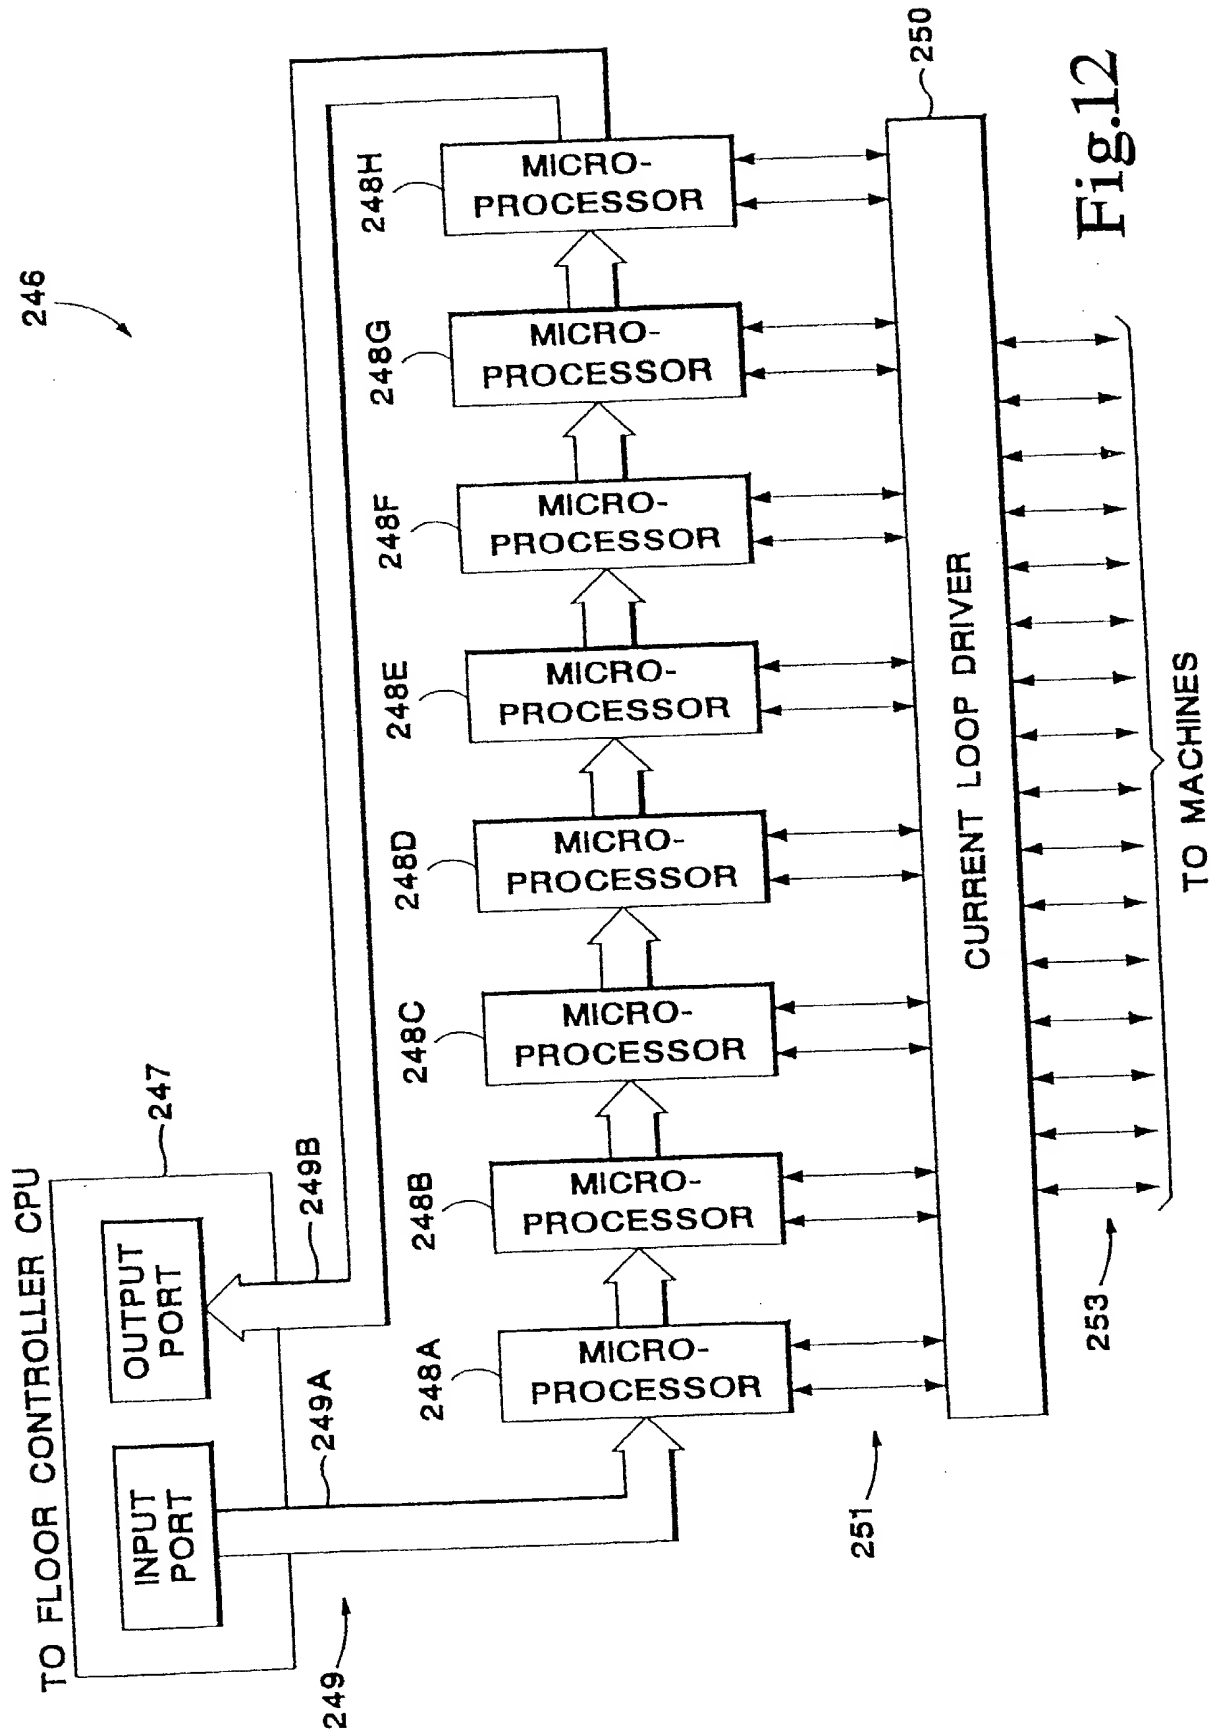 246
TO FLOOR CONTROLLER CPU
247
INPUT
PORT
OUTPUT
PORT
249
249A
249B
248A
248B
248C
248D
248E
248F
248G
248H
MICRO-
PROCESSOR
MICRO-
PROCESSOR
MICRO-
PROCESSOR
MICRO-
PROCESSOR
MICRO-
PROCESSOR
MICRO-
PROCESSOR
MICRO-
PROCESSOR
MICRO-
PROCESSOR
251
CURRENT LOOP DRIVER
250
253
TO MACHINES
Fig.12